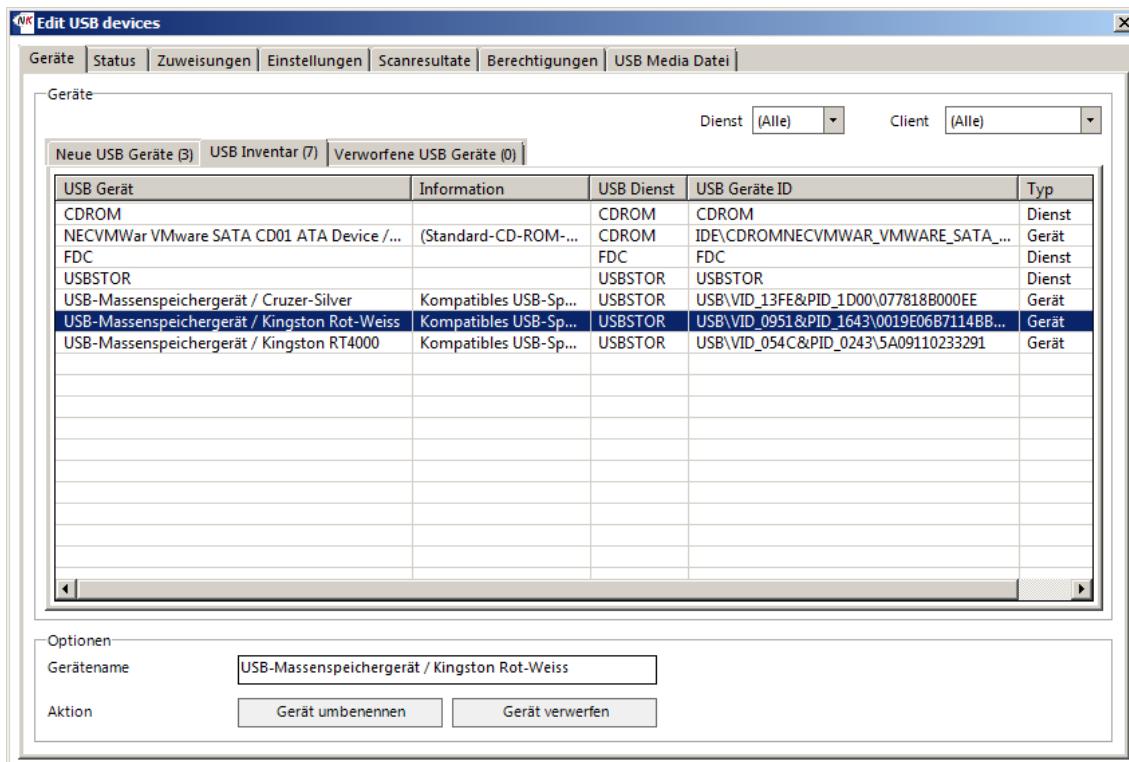 NK Edit USB devices
Geräte Status Zuweisungen Einstellungen Scanresultate Berechtigungen USB Media Datei
Geräte
Dienst (Alle) Client (Alle)
Neue USB Geräte (3) USB Inventar (7) Verworfene USB Geräte (0)
USB Gerät Information USB Dienst USB Geräte ID Typ
CDROM CDROM CDROM Dienst
NECVMWar VMware SATA CD01 ATA Device /... (Standard-CD-ROM-... CDROM IDE\CDROMNECVMWAR_VMWARE_SATA_... Gerät
FDC FDC FDC Dienst
USBSTOR USBSTOR USBSTOR Dienst
USB-Massenspeichergerät / Cruzer-Silver Kompatibles USB-Sp... USBSTOR USB\VID_13FE&PID_1D00\077818B000EE Gerät
USB-Massenspeichergerät / Kingston Rot-Weiss Kompatibles USB-Sp... USBSTOR USB\VID_0951&PID_1643\0019E06B7114BB... Gerät
USB-Massenspeichergerät / Kingston RT4000 Kompatibles USB-Sp... USBSTOR USB\VID_054C&PID_0243\5A09110233291 Gerät
Optionen
Gerätename USB-Massenspeichergerät / Kingston Rot-Weiss
Aktion Gerät umbenennen Gerät verwerfen